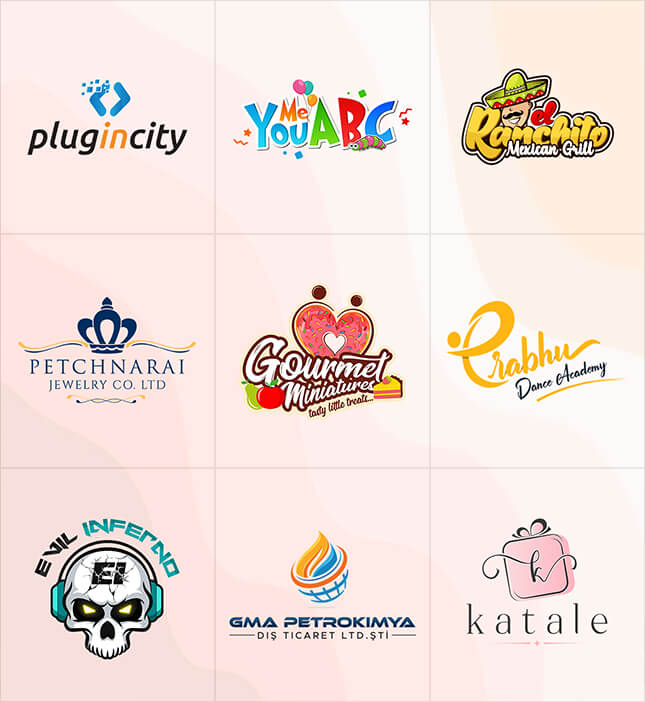 plugincity
Me
YOU ABC
el
Ranchito
Mexican Grill
PETCHNARAI
JEWELRY CO. LTD
Gourmet
Miniatures
tasty little treats...
Prabhu
Dance Academy
EVIL INFERNO
EI
GMA PETROKIMYA
DIŞ TICARET LTD.ŞTİ
k
katale